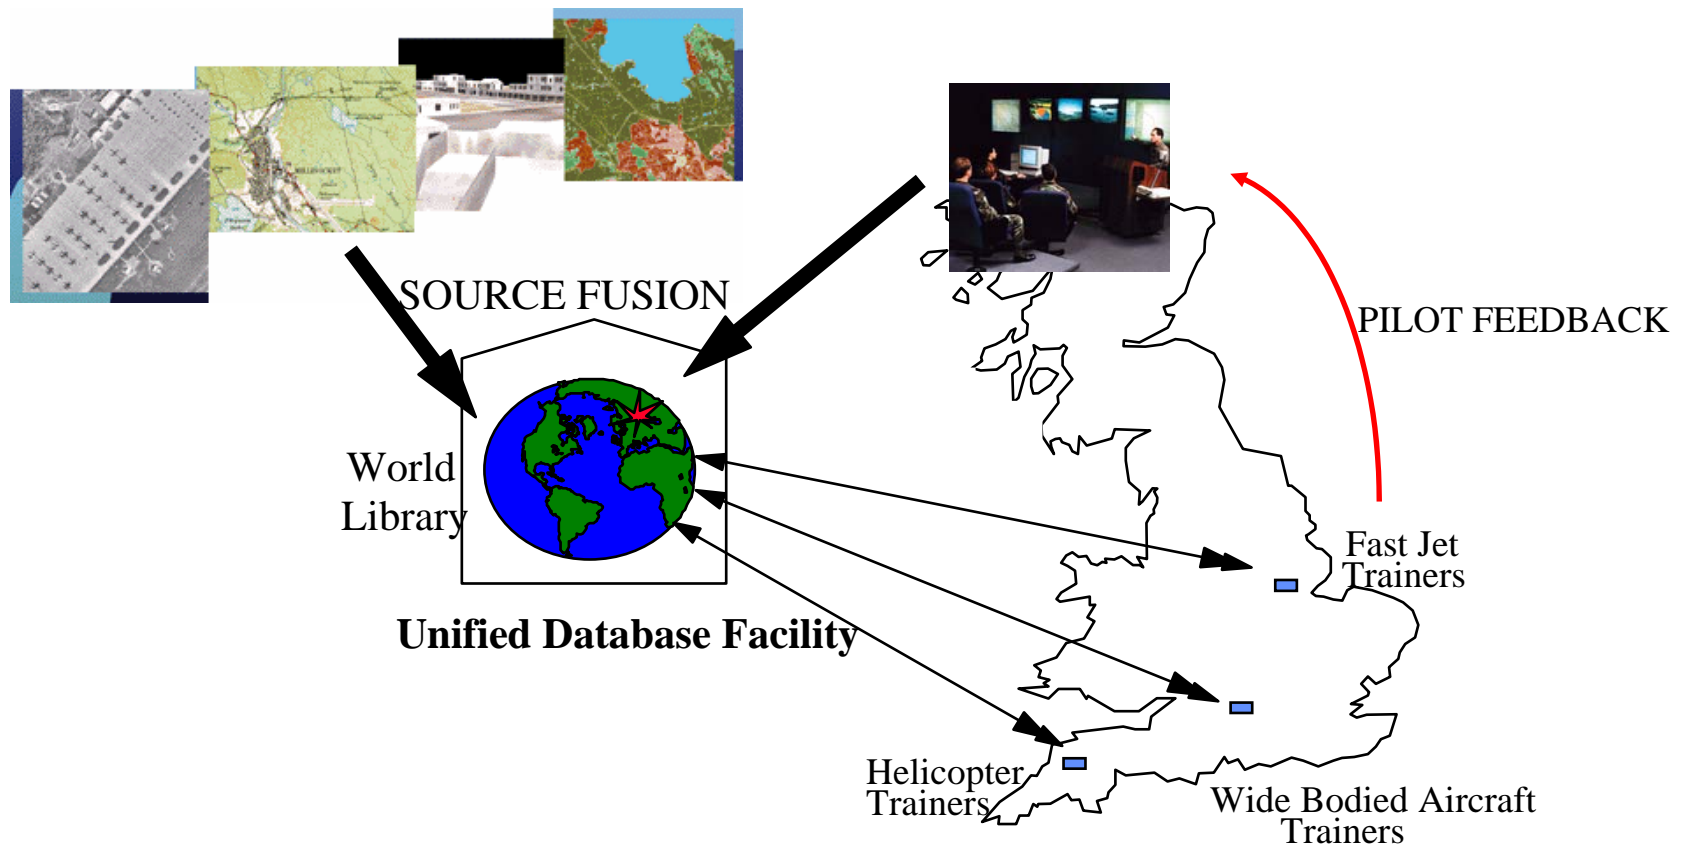 SOURCE FUSION
PILOT FEEDBACK
World
Library
Fast Jet
Trainers
Unified Database Facility
Helicopter
Trainers
Wide Bodied Aircraft
Trainers